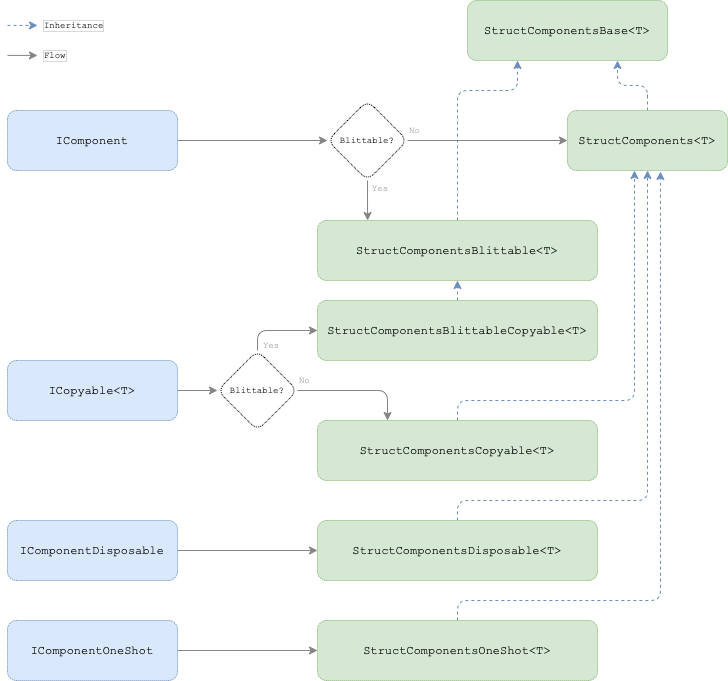 Inheritance
StructComponentsBase<T>
Flow
IComponent
Blittable?
No
StructComponents<T>
Yes
StructComponentsBlittable<T>
StructComponentsBlittableCopyable<T>
Yes
ICopyable<T>
Blittable?
No
StructComponentsCopyable<T>
IComponentDisposable
StructComponentsDisposable<T>
IComponentOneShot
StructComponentsOneShot<T>